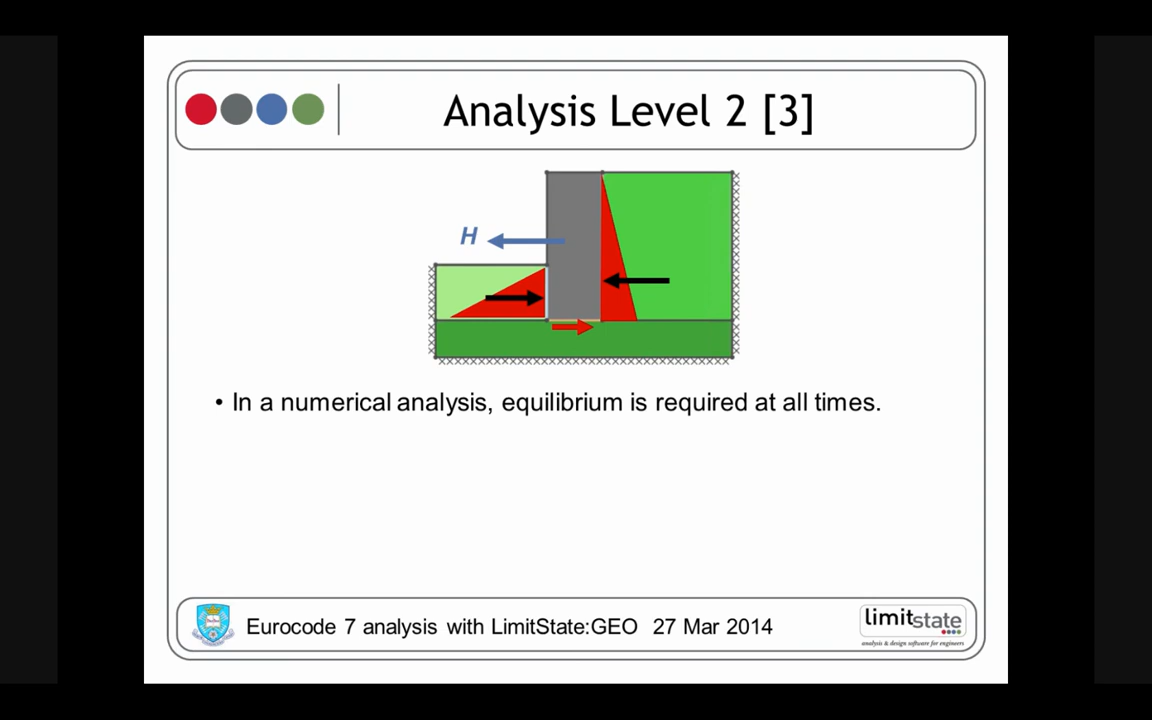 Analysis Level 2 [3]
H
• In a numerical analysis, equilibrium is required at all times.
Eurocode 7 analysis with LimitState:GEO 27 Mar 2014
limitstate
analysis & design software for engineers